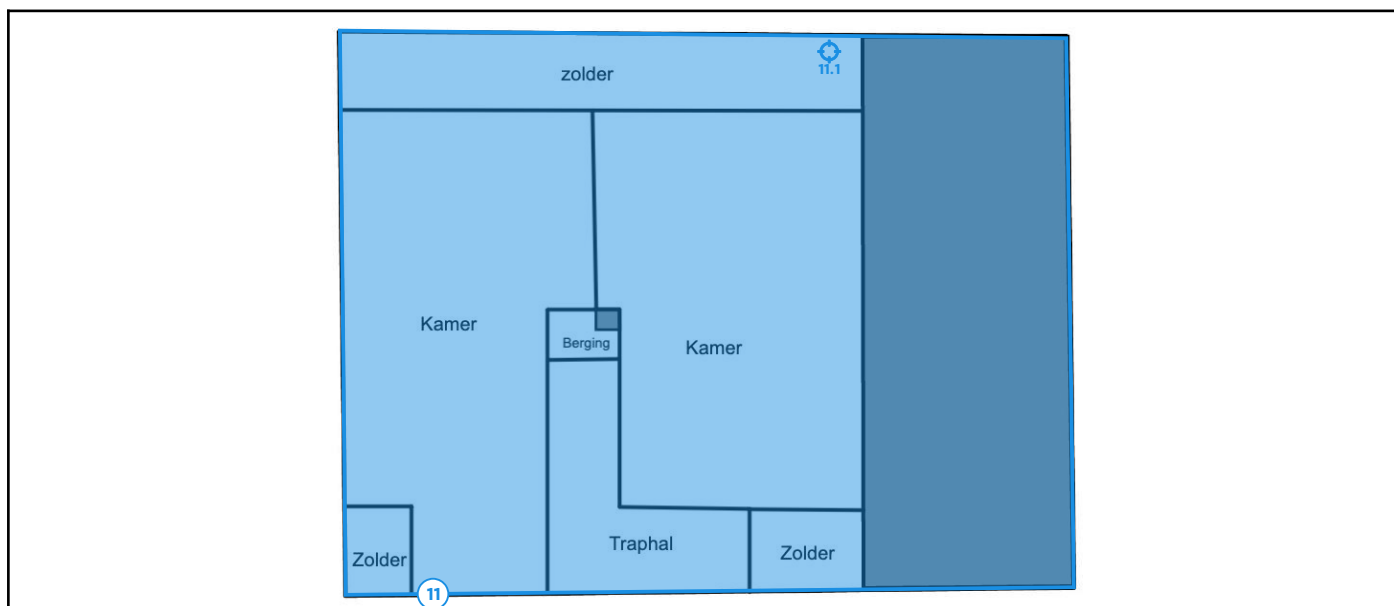 zolder
11.1
Kamer
Berging
Kamer
Zolder
Traphal
Zolder
11